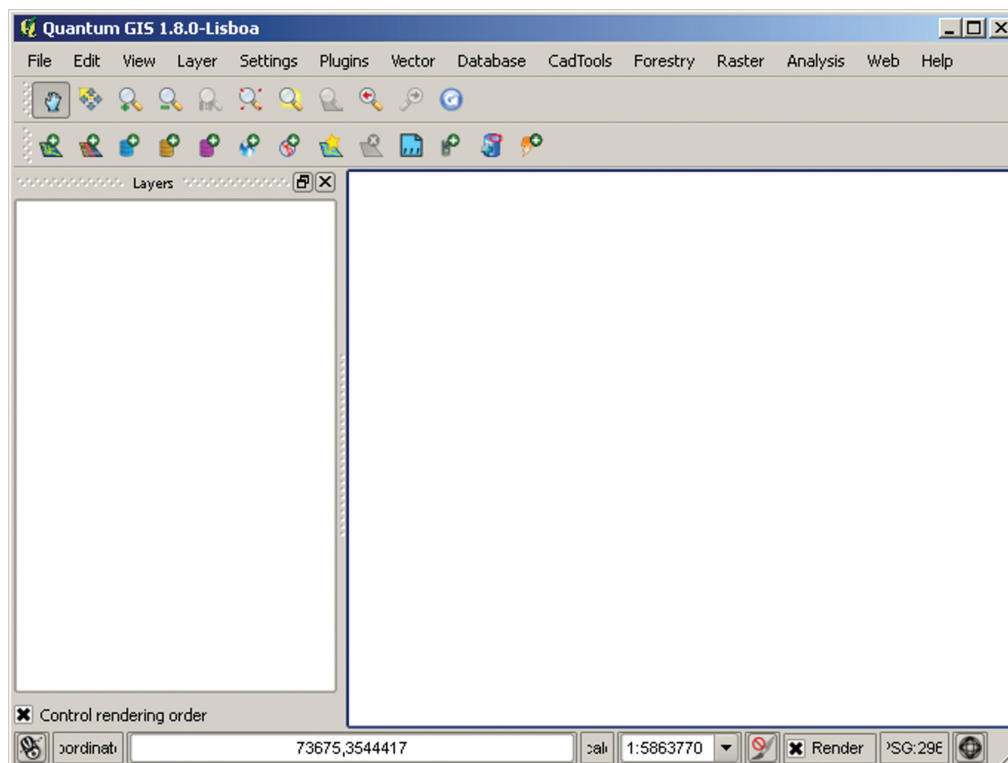 Quantum GIS 1.8.0-Lisboa
File Edit View Layer Settings Plugins Vector Database CadTools Forestry Raster Analysis Web Help
Layers
Control rendering order
73675,3544417 1:5863770 Render